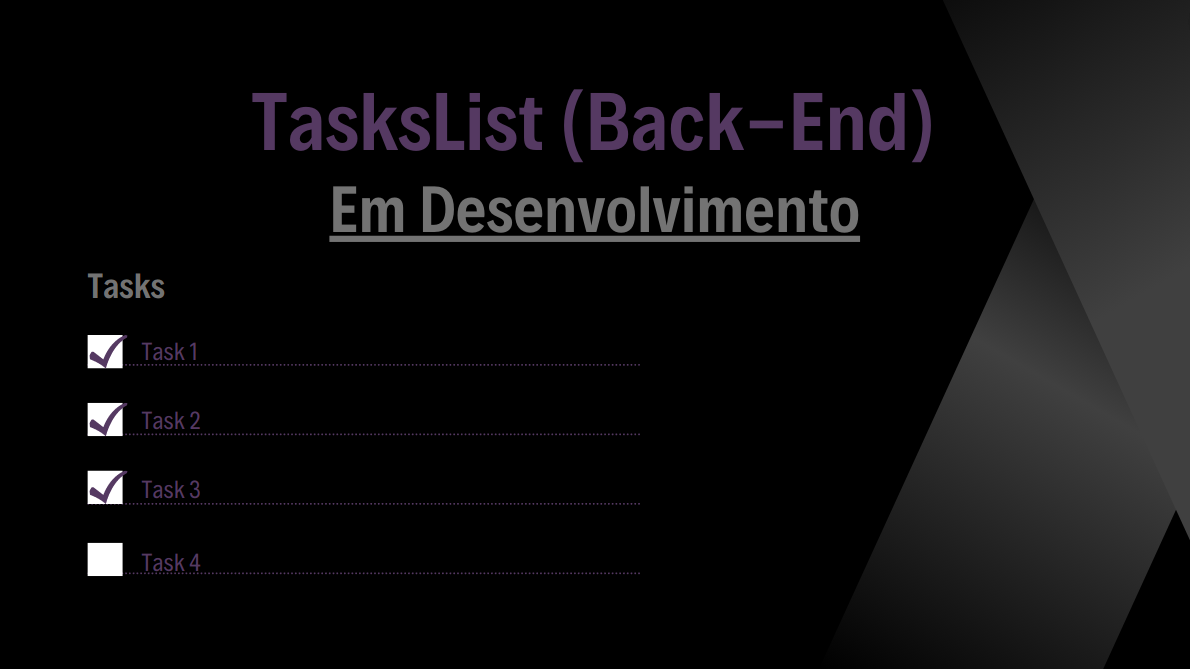 TasksList (Back-End)
Em Desenvolvimento
Tasks
Task 1
Task 2
Task 3
Task 4